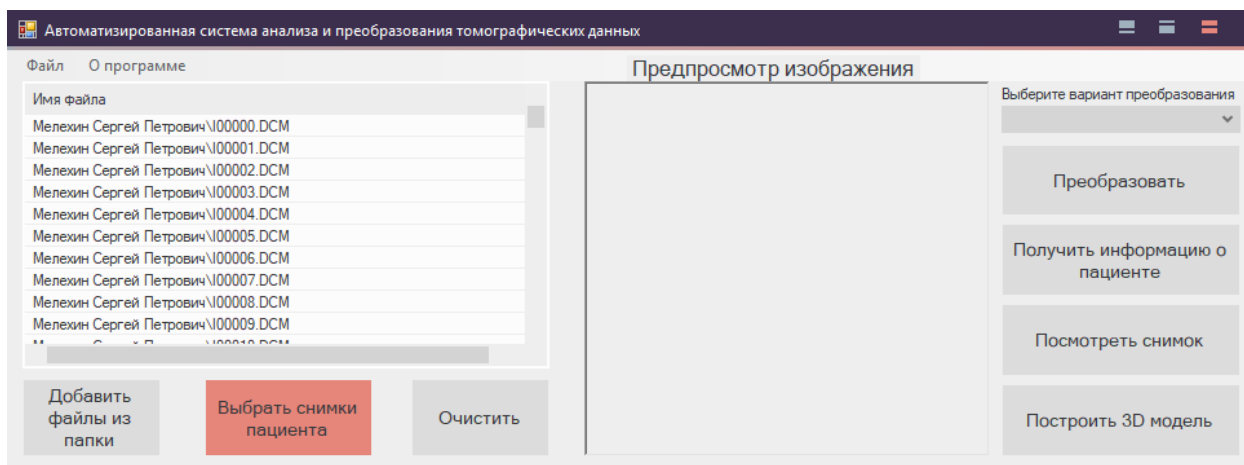 Автоматизированная система анализа и преобразования томографических данных
Файл О программе
Предпросмотр изображения
Имя файла
Мелехин Сергей Петрович\I00000.DCM
Мелехин Сергей Петрович\I00001.DCM
Мелехин Сергей Петрович\I00002.DCM
Мелехин Сергей Петрович\I00003.DCM
Мелехин Сергей Петрович\I00004.DCM
Мелехин Сергей Петрович\I00005.DCM
Мелехин Сергей Петрович\I00006.DCM
Мелехин Сергей Петрович\I00007.DCM
Мелехин Сергей Петрович\I00008.DCM
Мелехин Сергей Петрович\I00009.DCM
Добавить
файлы из
папки
Выбрать снимки
пациента
Очистить
Выберите вариант преобразования
Преобразовать
Получить информацию о
пациенте
Посмотреть снимок
Построить 3D модель